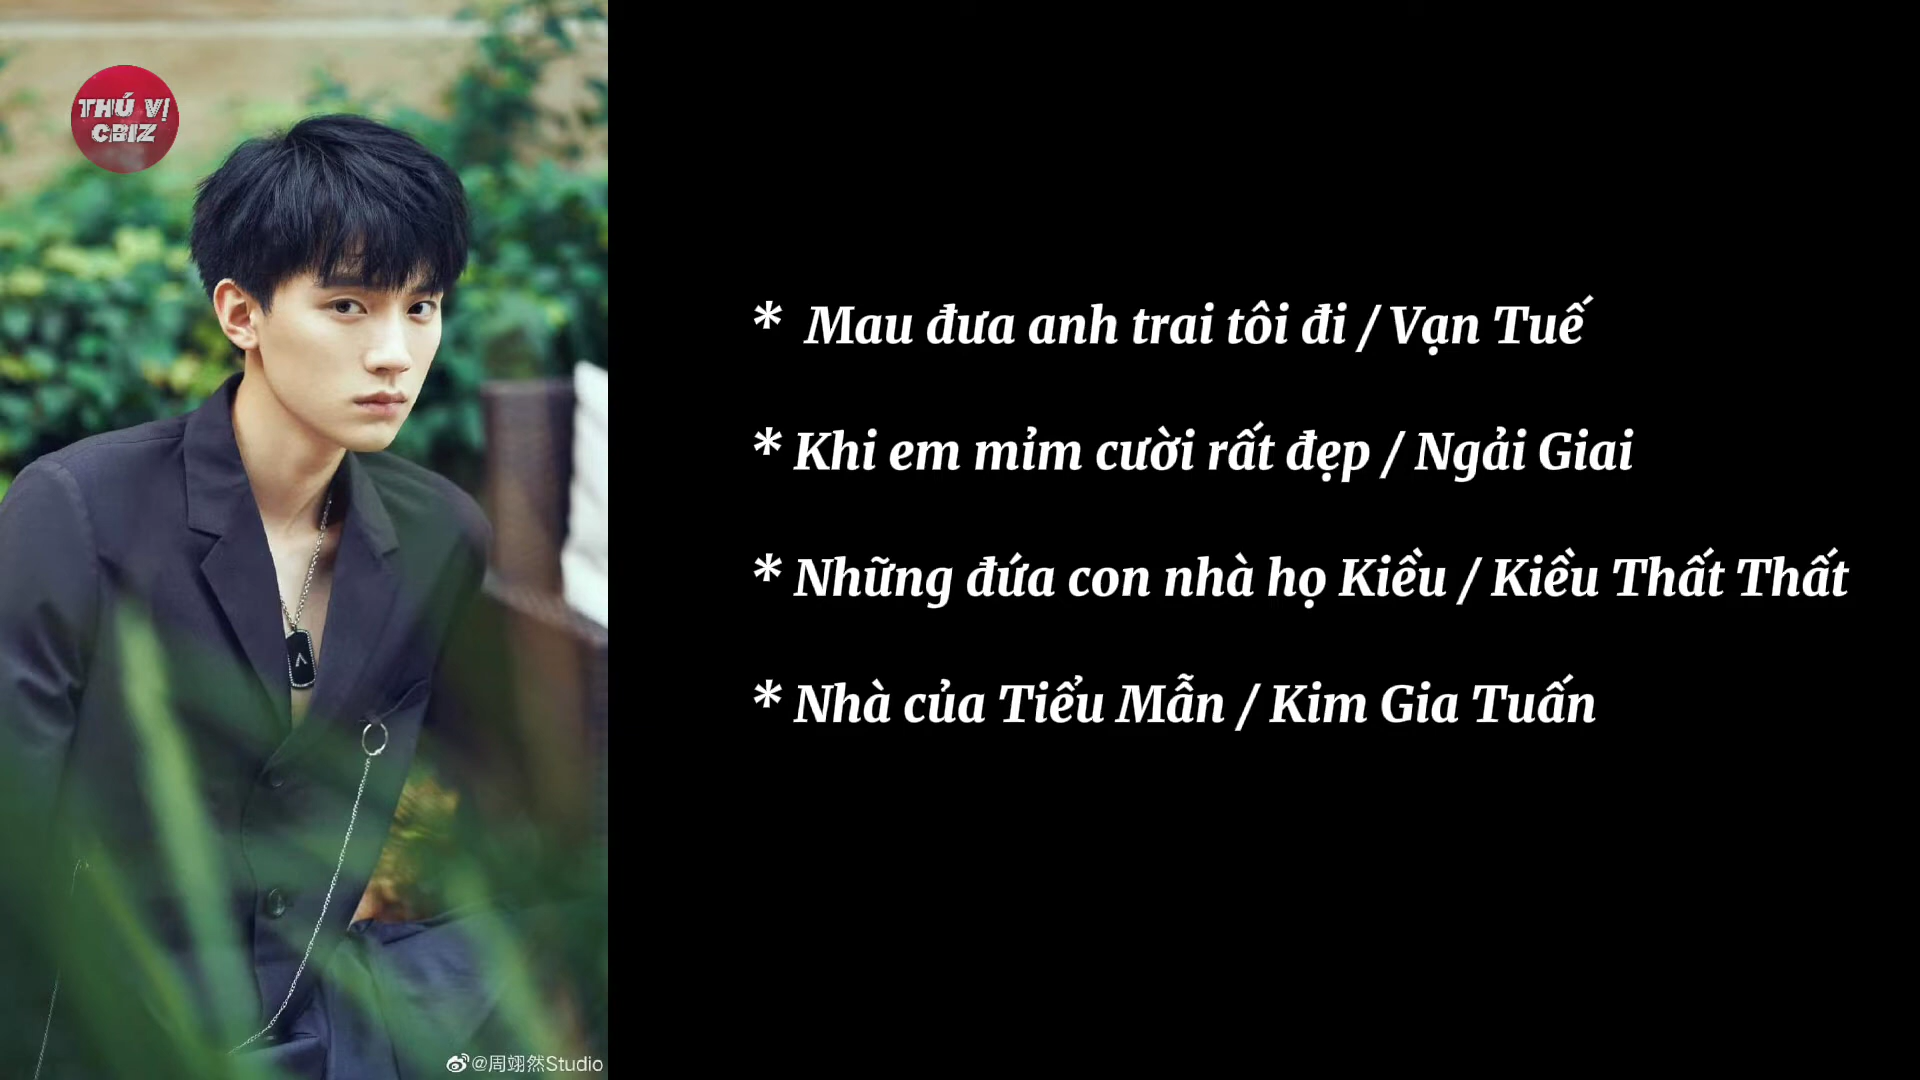 THÚ VỊ
CBIZ
* Mau đưa anh trai tôi đi / Vạn Tuế
* Khi em mỉm cười rất đẹp / Ngải Giai
* Những đứa con nhà họ Kiều / Kiều Thất Thất
* Nhà của Tiểu Mẫn / Kim Gia Tuấn
@周翊然Studio